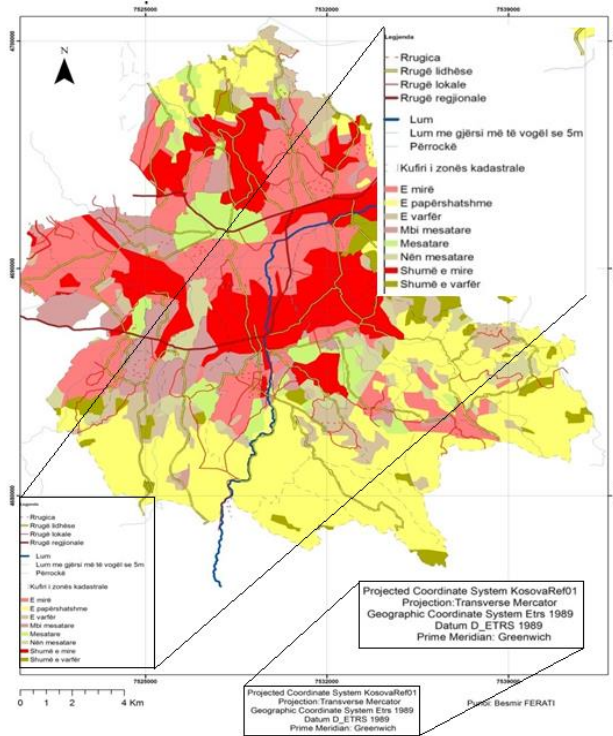 7525000 7532000 7539000
N
Legjenda
Rrugica
Rrugë lidhëse
Rrugë lokale
Rrugë regjionale
Lum
Lum me gjërsi më të vogël se 5m
Përrockë
Kufiri i zonës kadastrale
E mirë
E papërshatshme
E varfër
Mbi mesatare
Mesatare
Nën mesatare
Shumë e mire
Shumë e varfër
4690000
4680000
Legjenda
Rrugica
Rrugë lidhëse
Rrugë lokale
Rrugë regjionale
Lum
Lum me gjërsi më të vogël se 5m
Përrockë
Kufiri i zonës kadastrale
E mirë
E papërshatshme
E varfër
Mbi mesatare
Mesatare
Nën mesatare
Shumë e mire
Shumë e varfër
Projected Coordinate System KosovaRef01
Projection:Transverse Mercator
Geographic Coordinate System Etrs 1989
Datum D_ETRS 1989
Prime Meridian: Greenwich
7532000 7539000
0 1 2 4 Km
Projected Coordinate System KosovaRef01
Projection:Transverse Mercator
Geographic Coordinate System Etrs 1989
Datum D_ETRS 1989
Prime Meridian: Greenwich
Punoi: Besmir FERATI